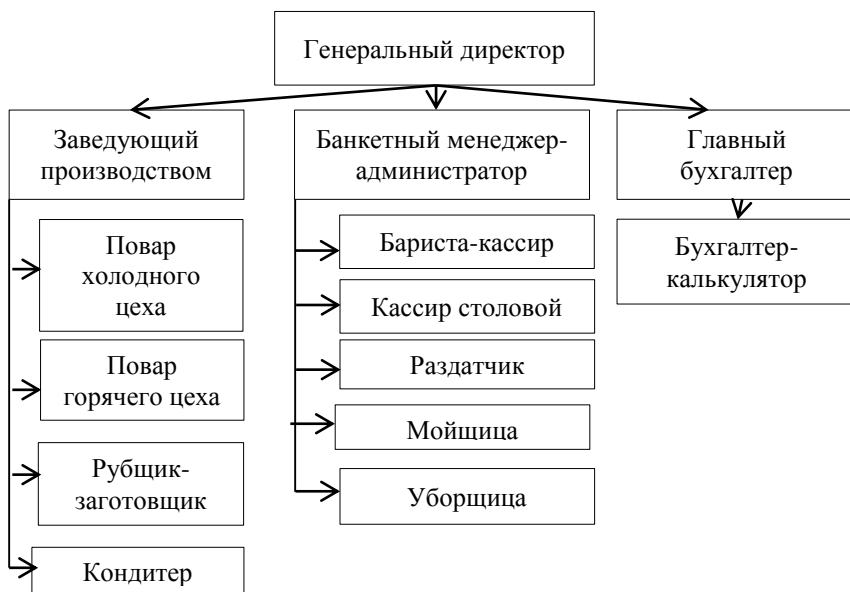 Генеральный директор
Заведующий
производством
Банкетный менеджер-
администратор
Главный
бухгалтер
Повар
холодного
цеха
Повар
горячего цеха
Рубщик-
заготовщик
Кондитер
Бариста-кассир
Кассир столовой
Раздатчик
Мойщица
Уборщица
Бухгалтер-
калькулятор